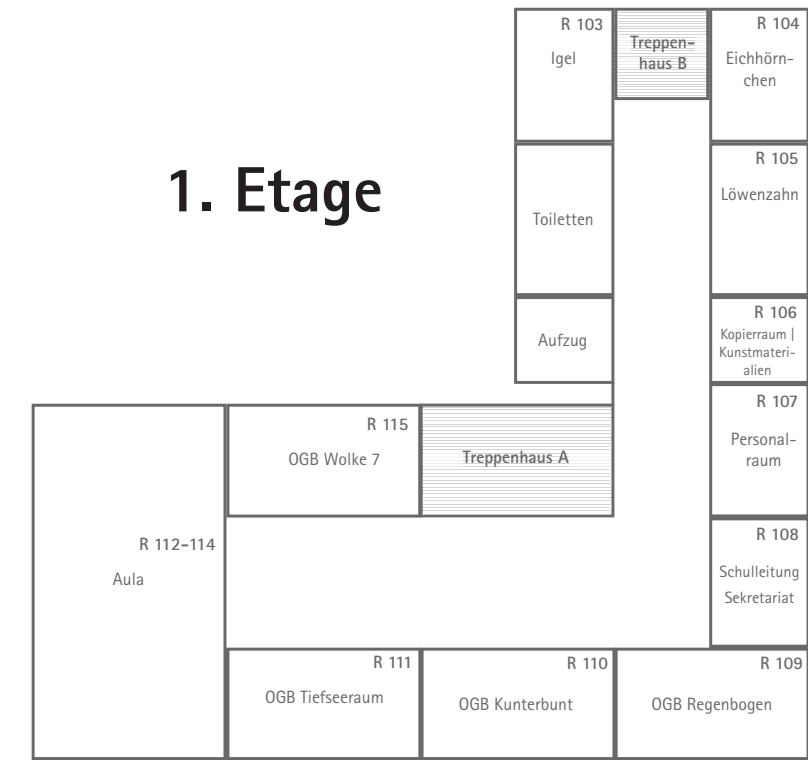 R 103
Igel
Treppen-
haus B
R 104
Eichhörn-
chen
1. Etage
Toiletten
R 105
Löwenzahn
Aufzug
R 106
Kopierraum |
Kunstmateri-
alien
R 107
Personal-
raum
R 115
OGB Wolke 7
Treppenhaus A
R 112-114
Aula
R 108
Schulleitung
Sekretariat
R 111
OGB Tiefseeraum
R 110
OGB Kunterbunt
R 109
OGB Regenbogen